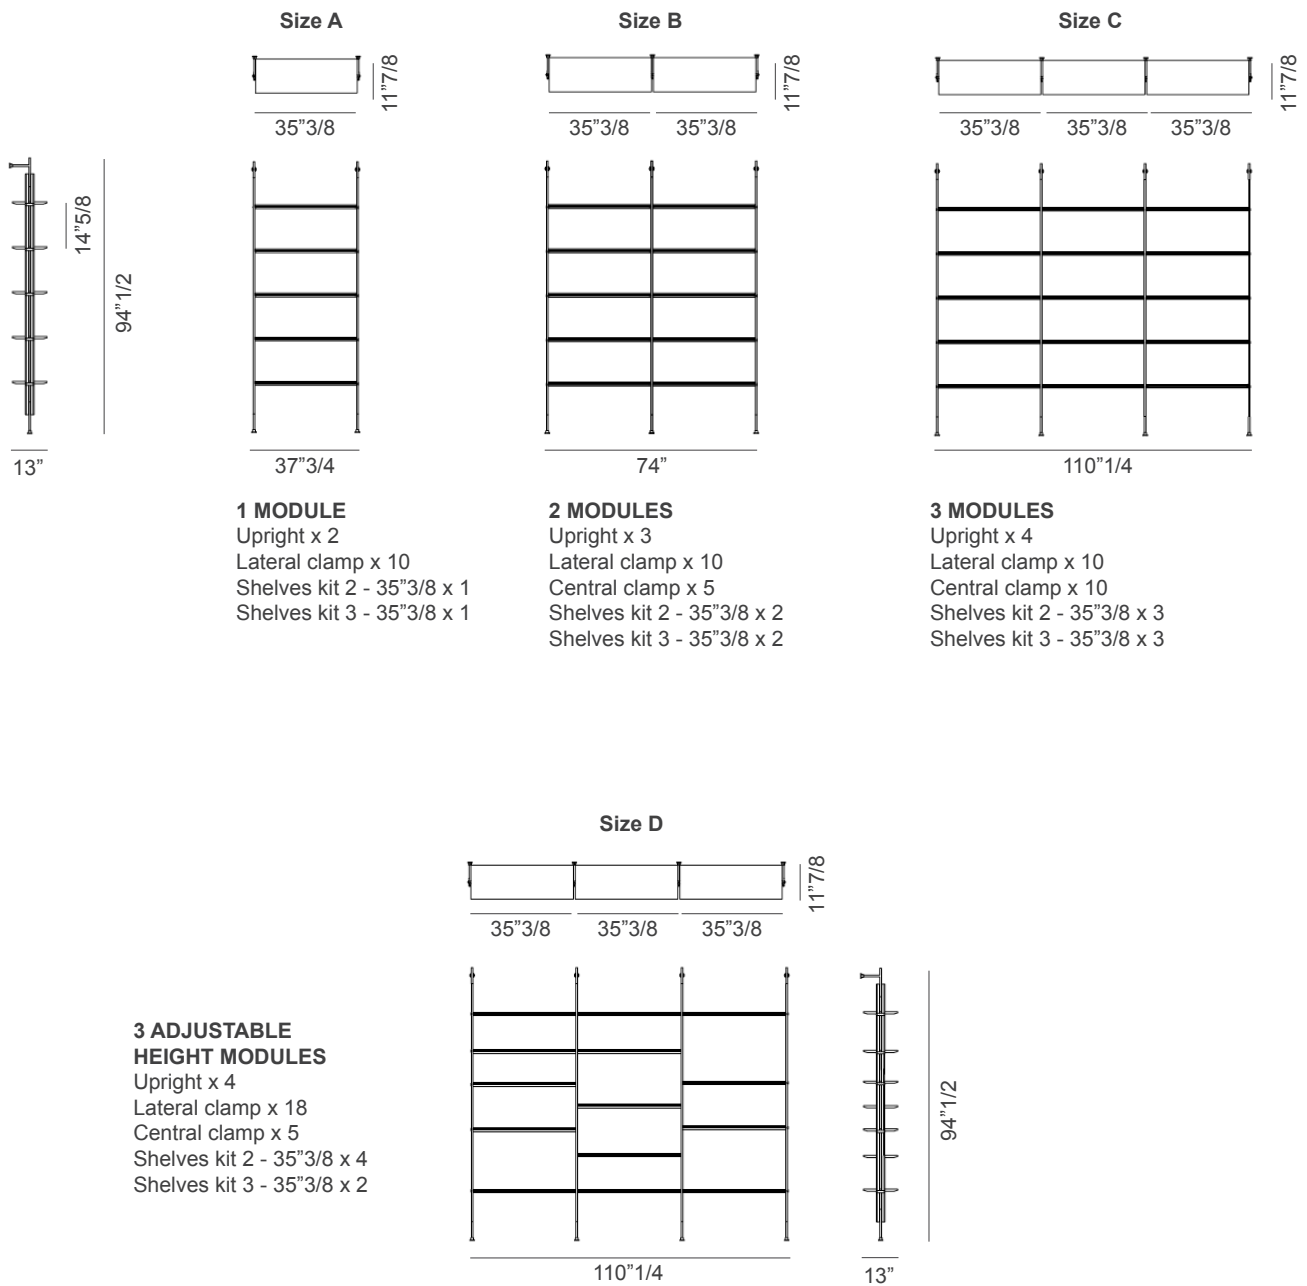 Size A
11”7/8
35”3/8
14”5/8
94”1/2
13”
37”3/4
1 MODULE
Upright x 2
Lateral clamp x 10
Shelves kit 2 - 35”3/8 x 1
Shelves kit 3 - 35”3/8 x 1
Size B
11”7/8
35”3/8 35”3/8
74”
2 MODULES
Upright x 3
Lateral clamp x 10
Central clamp x 5
Shelves kit 2 - 35”3/8 x 2
Shelves kit 3 - 35”3/8 x 2
Size C
11”7/8
35”3/8 35”3/8 35”3/8
110”1/4
3 MODULES
Upright x 4
Lateral clamp x 10
Central clamp x 10
Shelves kit 2 - 35”3/8 x 3
Shelves kit 3 - 35”3/8 x 3
Size D
11”7/8
35”3/8 35”3/8 35”3/8
3 ADJUSTABLE
HEIGHT MODULES
Upright x 4
Lateral clamp x 18
Central clamp x 5
Shelves kit 2 - 35”3/8 x 4
Shelves kit 3 - 35”3/8 x 2
94”1/2
110”1/4
13”